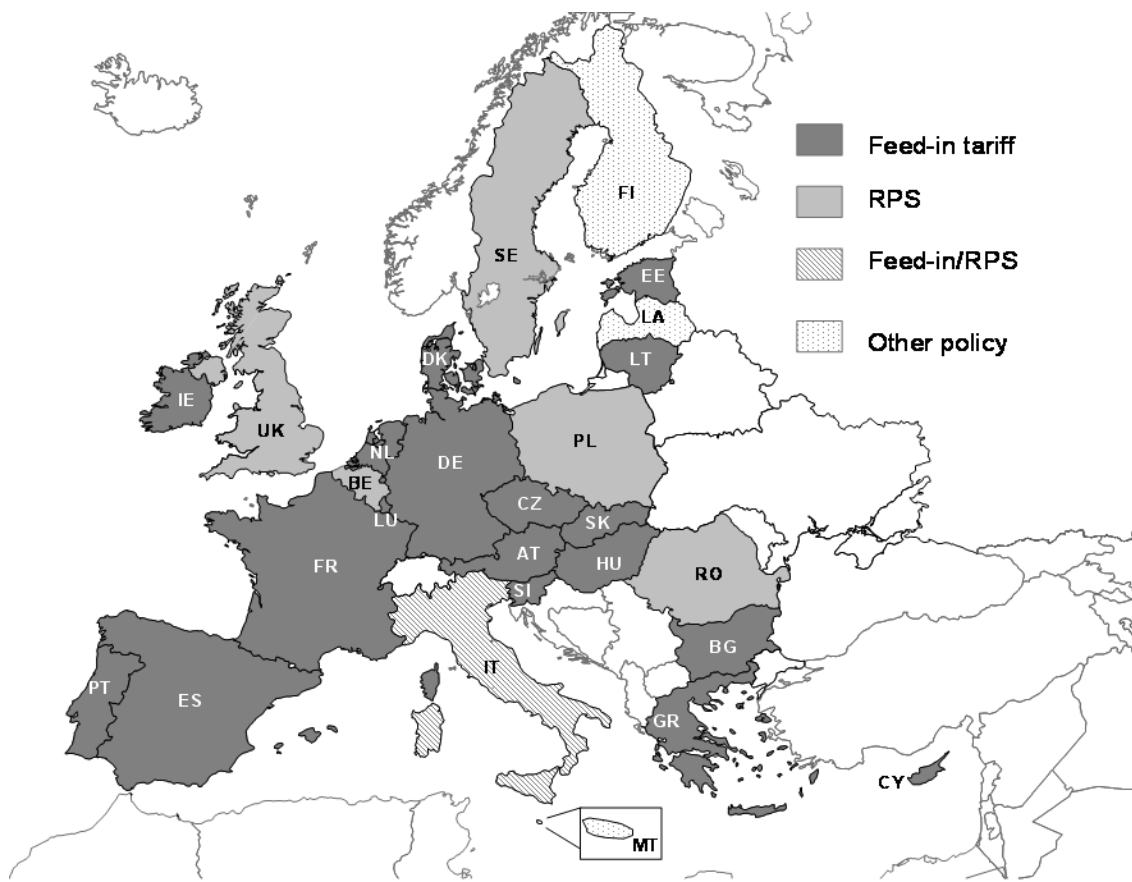 Feed-in tariff
RPS
Feed-in/RPS
Other policy
FI
SE
EE
LA
LT
DK
IE
UK
NL
DE
PL
BE
LU
CZ
SK
AT
HU
FR
SI
RO
BG
IT
PT
ES
GR
CY
MT